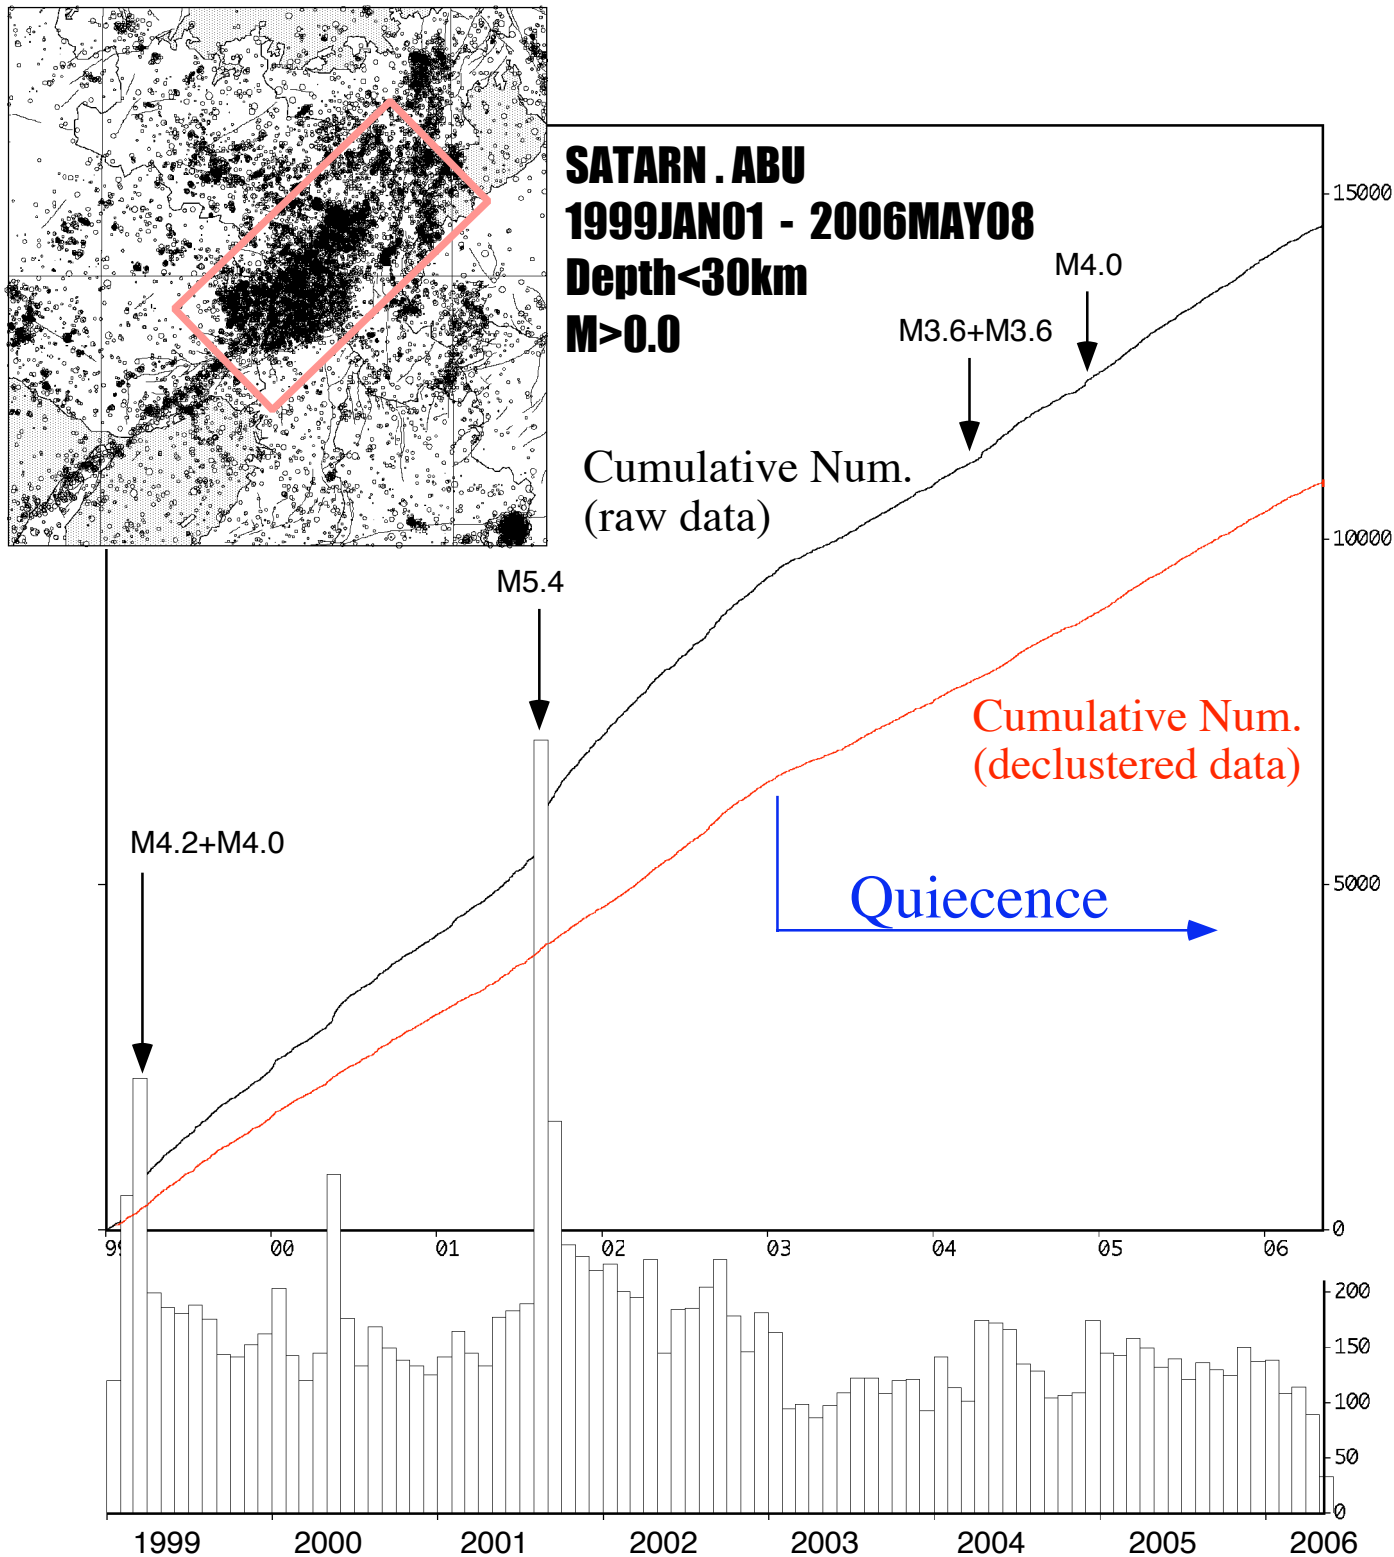 SATARN . ABU
1999JAN01 - 2006MAY08
Depth<30km
M>0.0
15000
M4.0
M3.6+M3.6
Cumulative Num.
(raw data)
10000
M5.4
Cumulative Num.
(declustered data)
M4.2+M4.0
5000
Quiecence
0
99 00 01 02 03 04 05 06
200
150
100
50
0
1999 2000 2001 2002 2003 2004 2005 2006